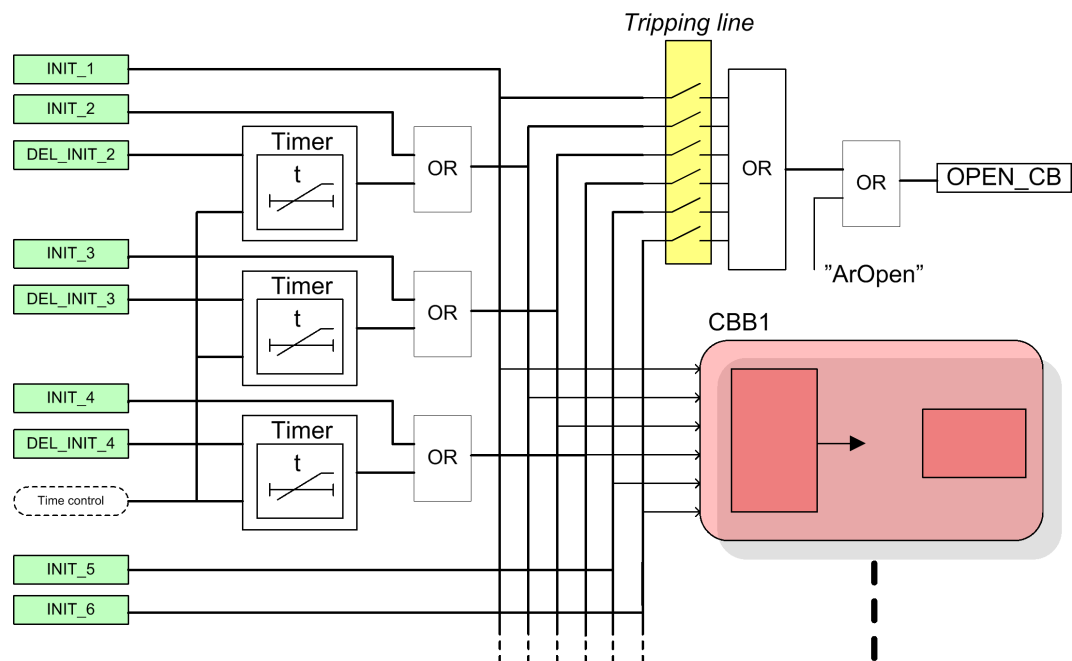 Tripping line
INIT_1
INIT_2
DEL_INIT_2
Timer
t
OR
OR
OR
OPEN_CB
INIT_3
DEL_INIT_3
Timer
t
OR
”ArOpen”
CBB1
INIT_4
DEL_INIT_4
Timer
t
OR
Time control
INIT_5
INIT_6